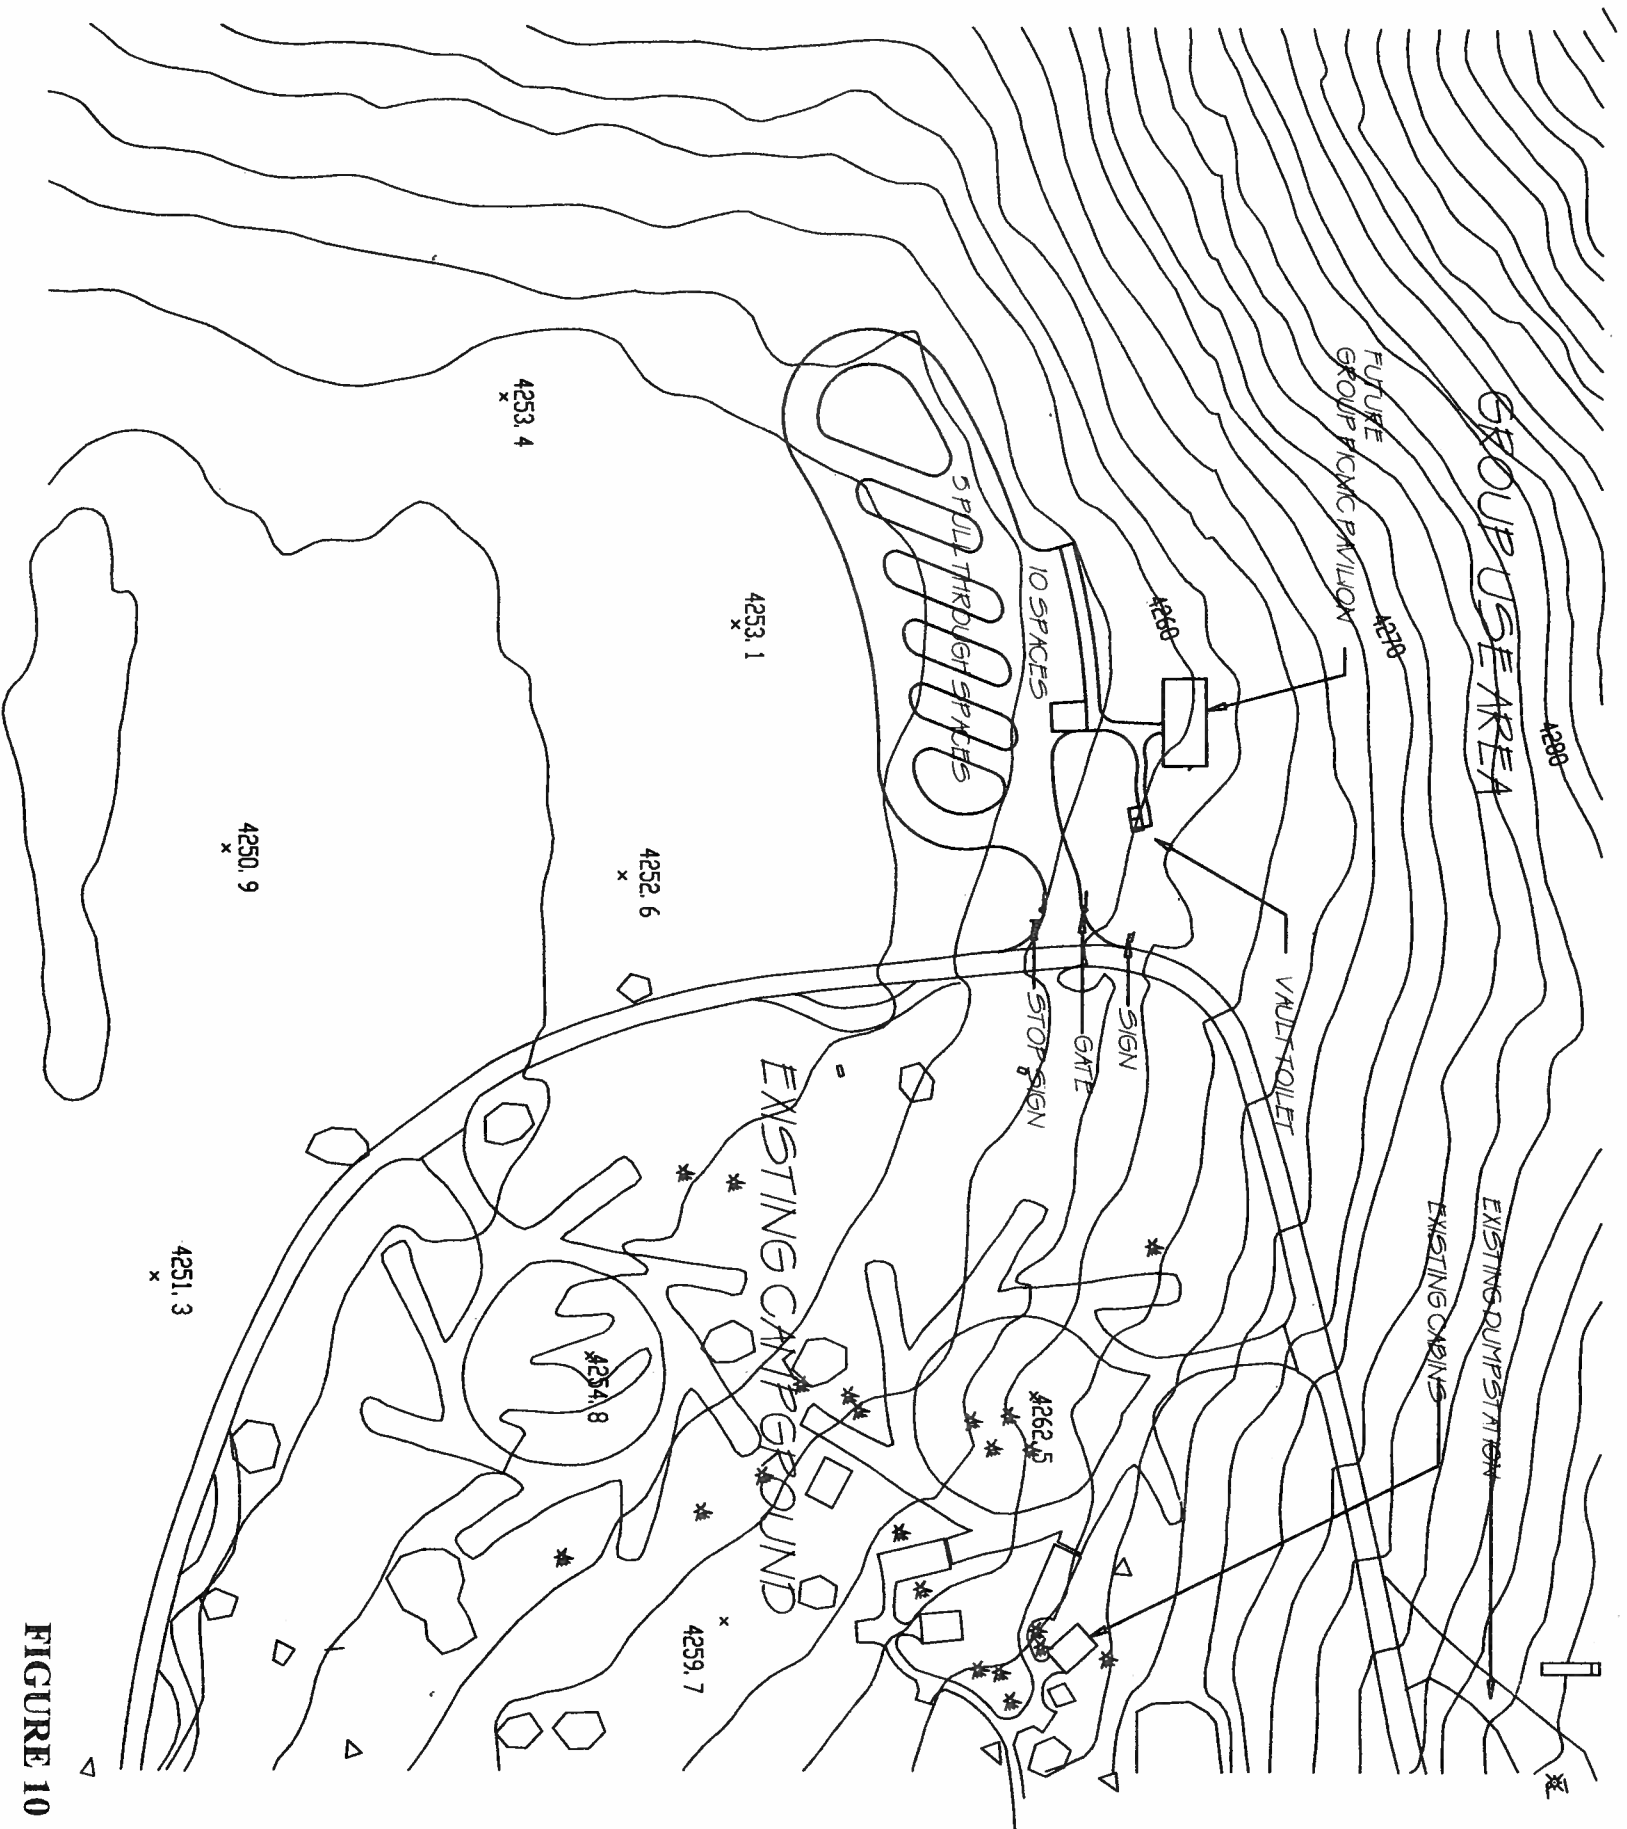 GROUP USE AREA
FUTURE
GROUP PICNIC PAVILION
4280
4270
4260
10 SPACES
5 PULL-THROUGH SPACES
VAULT TOILET
SIGN
GATE
STOP SIGN
EXISTING DUMPSTATION
EXISTING CABINS
EXISTING CAMPGROUND
4253.4
4253.1
4252.6
4250.9
4251.3
4254.8
4262.5
4259.7
FIGURE 10